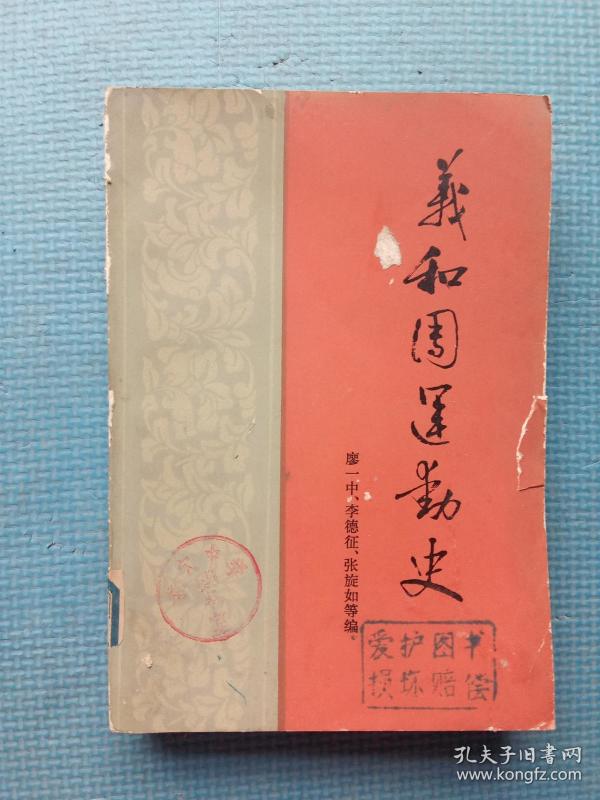 義和團運動史
廖一中、李德征、张旋如等编
爱护图书
损坏赔偿
孔夫子旧书网
www.kongfz.com